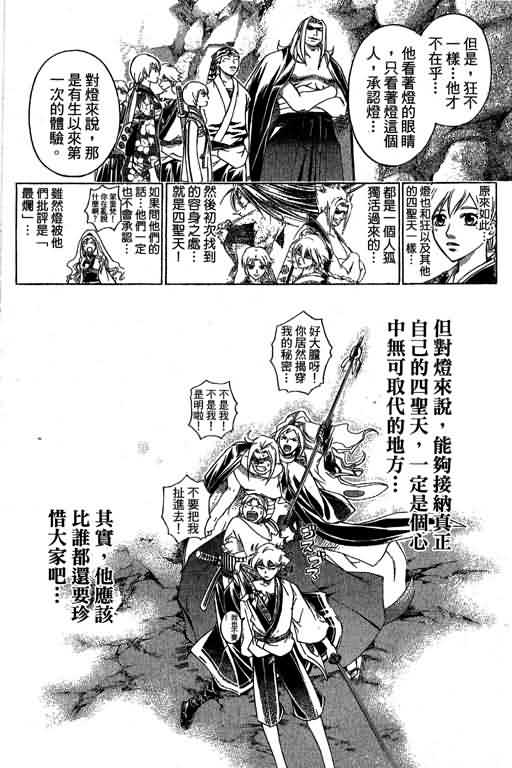 但是，狂不
一樣…他才
不在乎…
他看著燈的眼睛
，只看著燈這個
人，承認燈…
對燈來說，那
是有生以來第
一次的體驗。
原來如此…
燈也和狂以及其他
的四聖天一樣…
都是一個人孤
獨活過來的…
然後初次找到
的容身之處…
就是四聖天！
如果問他們的
話…他們一定
也不會承認…
雖然燈被他
們批評是「
最爛」…
但對燈來說，能夠接納真正
自己的四聖天，一定是個心
中無可取代的地方…
好大膽呀！
你居然揭穿
我的秘密…
不是我！
不是我！
是明啦！
不要把我
扯進去！
我也不要
其實，他應該
比誰都還要珍
惜大家吧…